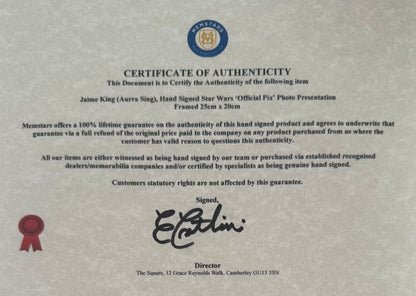 MEMSTARS
CERTIFICATE OF AUTHENTICITY
This Document is to Certify the Authenticity of the following item
Jaime King (Aurra Sing), Hand Signed Star Wars 'Official Pix' Photo Presentation
Framed 25cm x 20cm
Memstars offers a 100% lifetime guarantee on the authenticity of this hand signed product and agrees to underwrite that
guarantee via a full refund of the original price paid to the company on any product purchased from us where the
customer has valid reason to questions this authenticity.
All our items are either witnessed as being hand signed by our team or purchased via established recognised
dealers/memorabilia companies and/or certified by specialists as being genuine hand signed.
Customers statutory rights are not affected by this guarantee.
Signed,
Director
The Square, 12 Grace Reynolds Walk, Camberley GU15 3SN